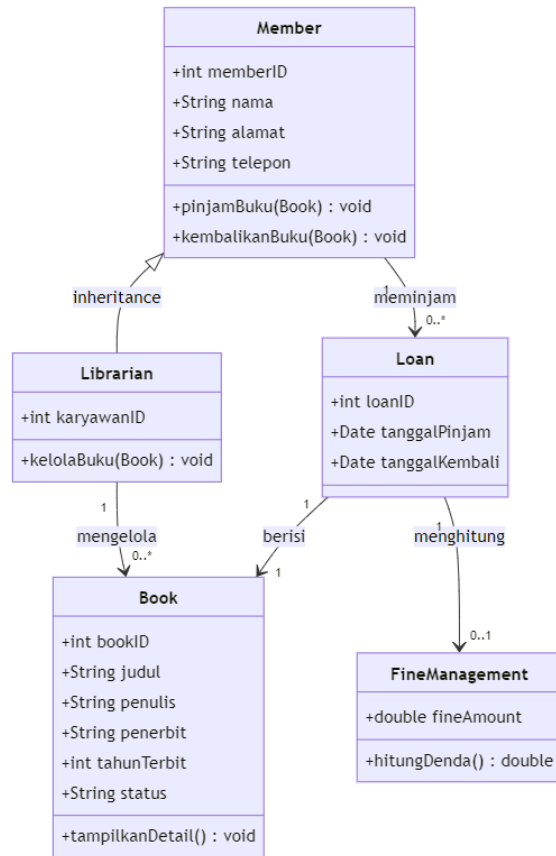 Member
+int memberID
+String nama
+String alamat
+String telepon
+pinjamBuku(Book) : void
+kembalikanBuku(Book) : void
inheritance
1
meminjam
0..*
Librarian
+int karyawanID
+kelolaBuku(Book) : void
Loan
+int loanID
+Date tanggalPinjam
+Date tanggalKembali
1
mengelola
0..*
1
berisi
1
1
menghitung
0..1
Book
+int bookID
+String judul
+String penulis
+String penerbit
+int tahunTerbit
+String status
+tampilkanDetail() : void
FineManagement
+double fineAmount
+hitungDenda() : double